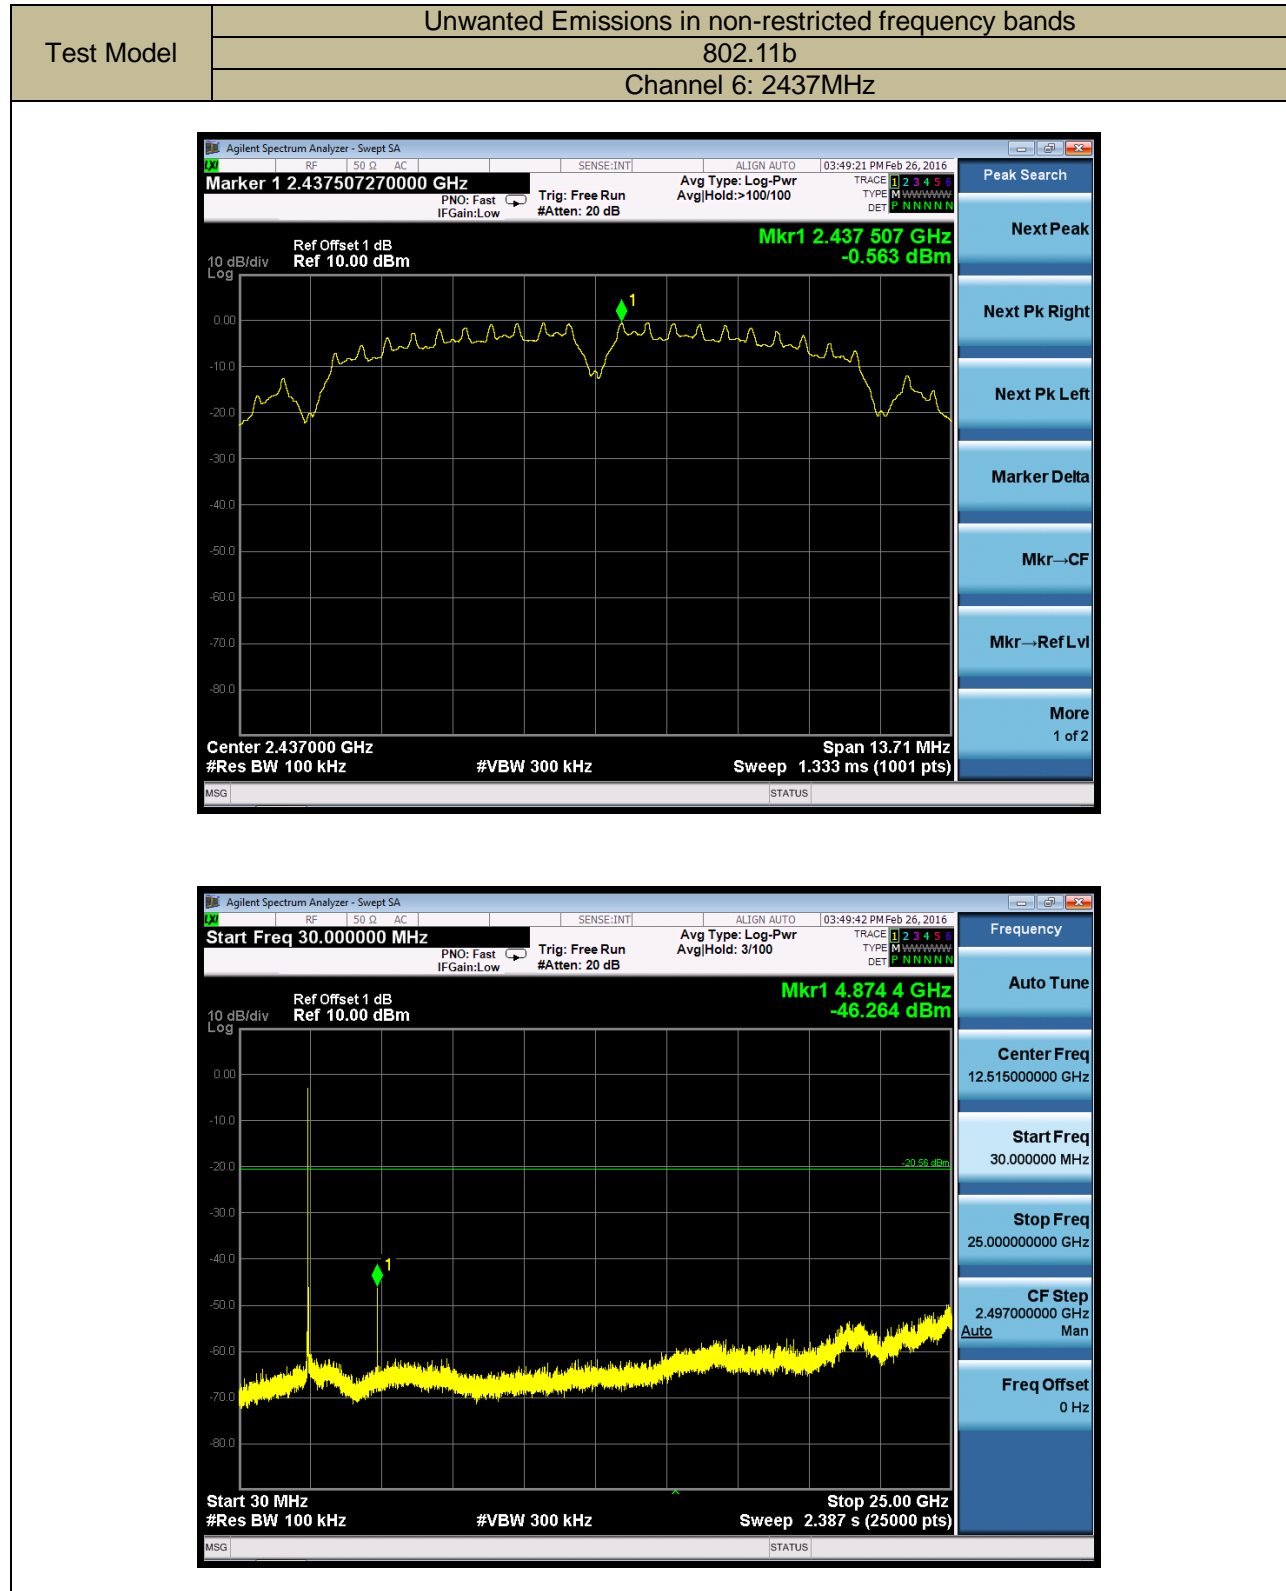 Test Model
Unwanted Emissions in non-restricted frequency bands
802.11b
Channel 6: 2437MHz
Agilent Spectrum Analyzer - Swept SA
LXI RF 50 Ω AC SENSE:INT ALIGN AUTO 03:49:21 PM Feb 26, 2016
Marker 1 2.437507270000 GHz
PNO: Fast
IFGain:Low
Trig: Free Run
#Atten: 20 dB
Avg Type: Log-Pwr
Avg|Hold:>100/100
TRACE 1 2 3 4 5 6
TYPE M W W W W W
DET P N N N N N
Peak Search
Next Peak
Next Pk Right
Next Pk Left
Marker Delta
Mkr→CF
Mkr→Ref Lvl
More
1 of 2
Mkr1 2.437 507 GHz
-0.563 dBm
Ref Offset 1 dB
10 dB/div Ref 10.00 dBm
Log
1
0.00
-10.0
-20.0
-30.0
-40.0
-50.0
-60.0
-70.0
-80.0
Center 2.437000 GHz Span 13.71 MHz
#Res BW 100 kHz #VBW 300 kHz Sweep 1.333 ms (1001 pts)
MSG STATUS
Agilent Spectrum Analyzer - Swept SA
LXI RF 50 Ω AC SENSE:INT ALIGN AUTO 03:49:42 PM Feb 26, 2016
Start Freq 30.000000 MHz
PNO: Fast
IFGain:Low
Trig: Free Run
#Atten: 20 dB
Avg Type: Log-Pwr
Avg|Hold: 3/100
TRACE 1 2 3 4 5 6
TYPE M W W W W W
DET P N N N N N
Frequency
Auto Tune
Center Freq
12.515000000 GHz
Start Freq
30.000000 MHz
Stop Freq
25.000000000 GHz
CF Step
2.497000000 GHz
Auto Man
Freq Offset
0 Hz
Mkr1 4.874 4 GHz
-46.264 dBm
Ref Offset 1 dB
10 dB/div Ref 10.00 dBm
Log
0.00
-10.0
-20.0
-20.56 dBm
-30.0
-40.0
1
-50.0
-60.0
-70.0
-80.0
Start 30 MHz Stop 25.00 GHz
#Res BW 100 kHz #VBW 300 kHz Sweep 2.387 s (25000 pts)
MSG STATUS